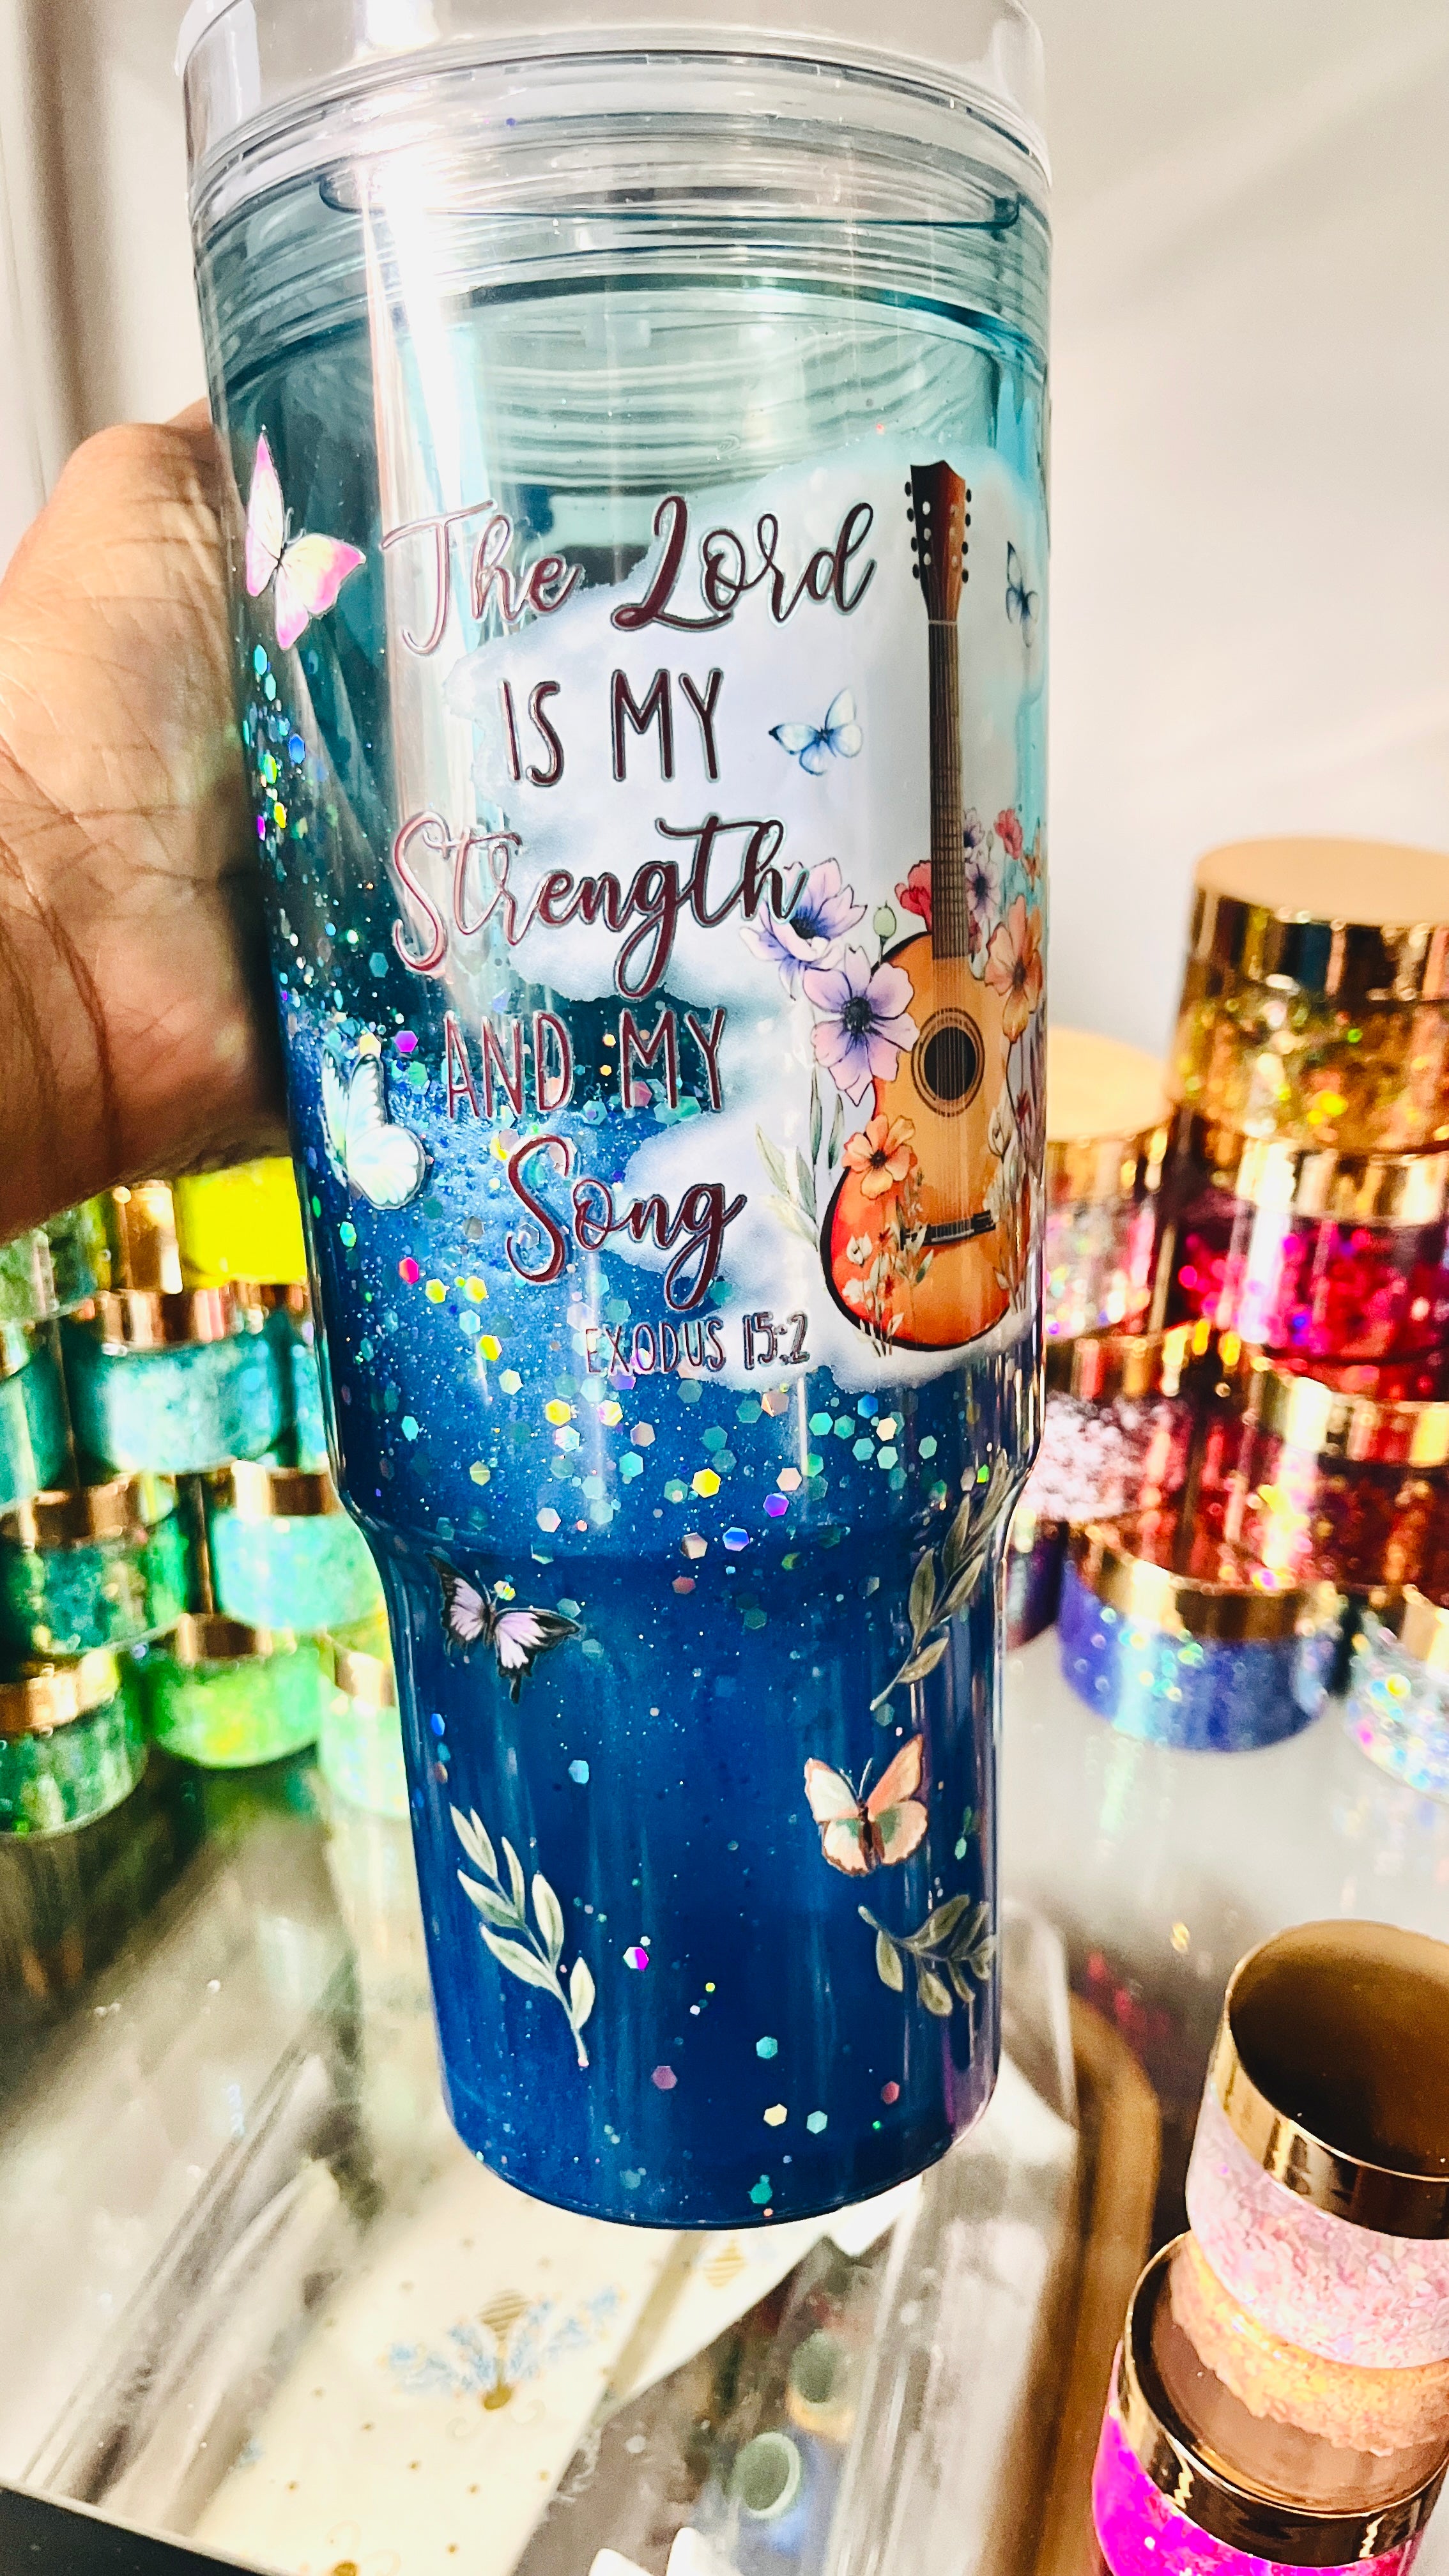 The Lord
IS MY
Strength
AND MY
Song
EXODUS 15:2